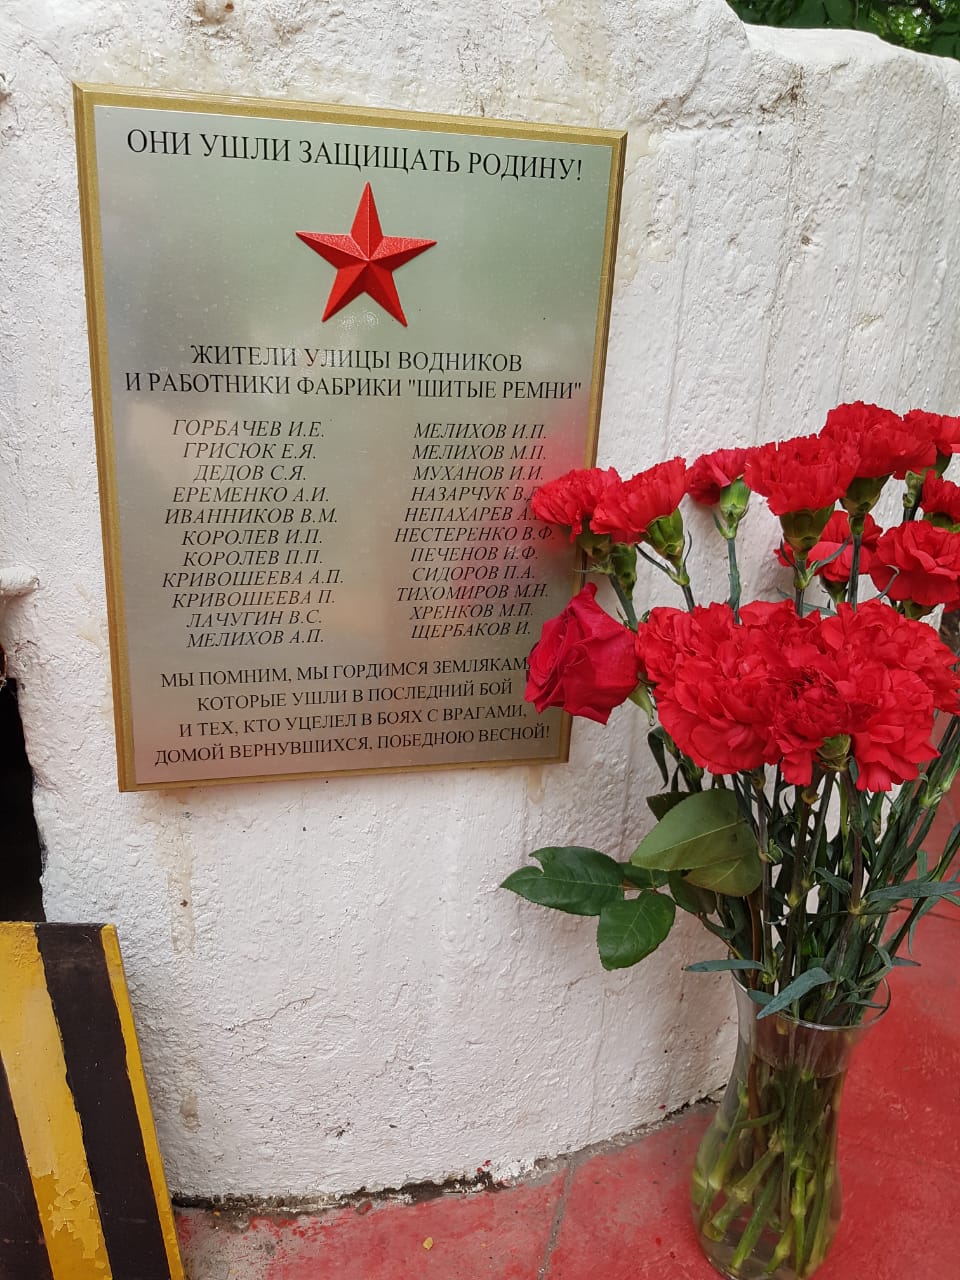 ОНИ УШЛИ ЗАЩИЩАТЬ РОДИНУ!
ЖИТЕЛИ УЛИЦЫ ВОДНИКОВ
И РАБОТНИКИ ФАБРИКИ "ШИТЫЕ РЕМНИ"
ГОРБАЧЕВ И.Е.
ГРИСЮК Е.Я.
ДЕДОВ С.Я.
ЕРЕМЕНКО А.И.
ИВАННИКОВ В.М.
КОРОЛЕВ И.П.
КОРОЛЕВ П.П.
КРИВОШЕЕВА А.П.
КРИВОШЕЕВА П.
ЛАЧУГИН В.С.
МЕЛИХОВ А.П.
МЕЛИХОВ И.П.
МЕЛИХОВ М.П.
МУХАНОВ И.И.
НАЗАРЧУК
НЕПАХАРЕВ
НЕСТЕРЕНКО В.Ф.
ПЕЧЕНОВ И.Ф.
СИДОРОВ П.А.
ТИХОМИРОВ М.Н.
ХРЕНКОВ М.П.
ЩЕРБАКОВ И.
МЫ ПОМНИМ, МЫ ГОРДИМСЯ
КОТОРЫЕ УШЛИ В ПОСЛЕДНИЙ БОЙ
И ТЕХ, КТО УЦЕЛЕЛ В БОЯХ С ВРАГАМИ,
ДОМОЙ ВЕРНУВШИХСЯ, ПОБЕДНОЮ ВЕСНОЙ!